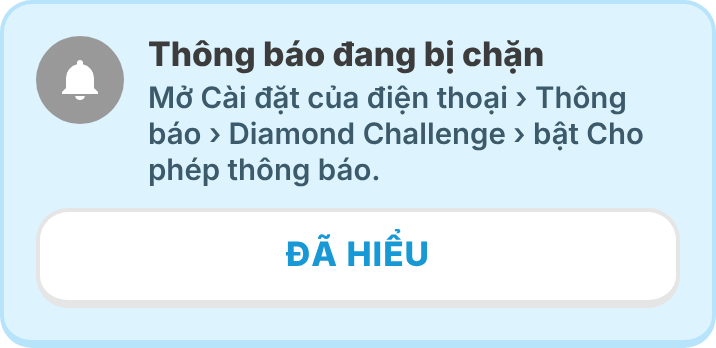 Thông báo đang bị chặn
Mở Cài đặt của điện thoại › Thông
báo › Diamond Challenge › bật Cho
phép thông báo.
ĐÃ HIỂU